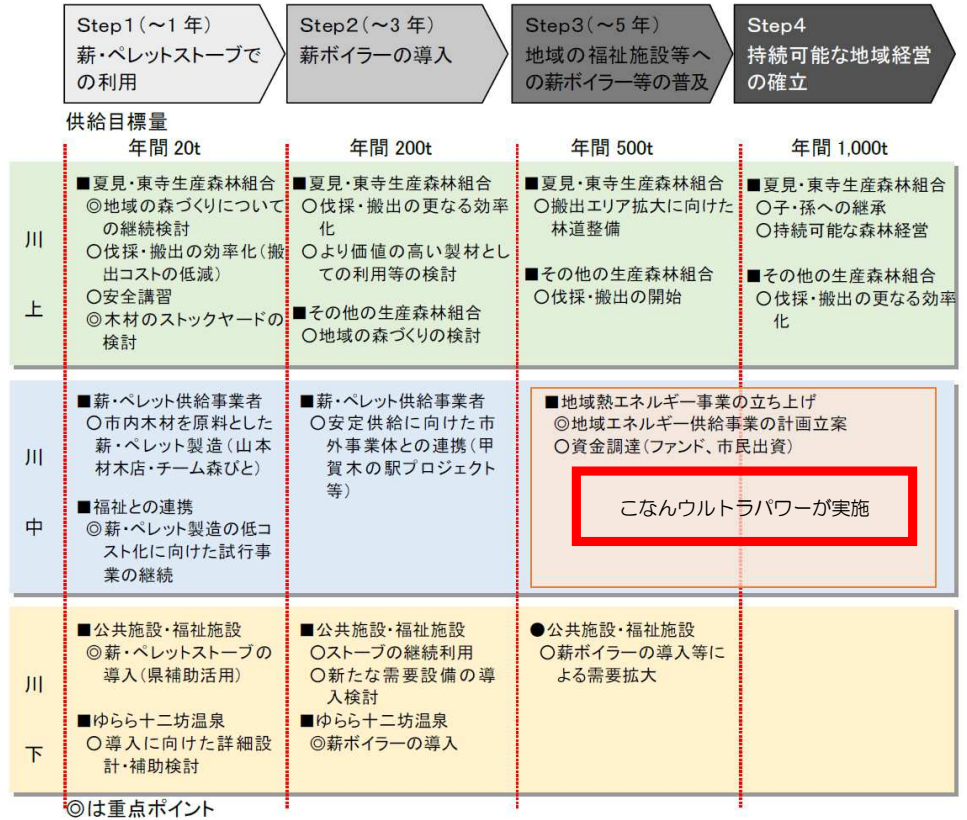 Step1(～1年)
薪・ペレットストーブで
の利用
Step2(～3年)
薪ボイラーの導入
Step3(～5年)
地域の福祉施設等へ
の薪ボイラー等の普及
Step4
持続可能な地域経営
の確立
供給目標量
年間 20t
年間 200t
年間 500t
年間 1,000t
川
上
■夏見・東寺生産森林組合
◎地域の森づくりについて
の継続検討
○伐採・搬出の効率化(搬
出コストの低減)
○安全講習
◎木材のストックヤードの
検討
■夏見・東寺生産森林組合
○伐採・搬出の更なる効率
化
○より価値の高い製材とし
ての利用等の検討
■その他の生産森林組合
○地域の森づくりの検討
■夏見・東寺生産森林組合
○搬出エリア拡大に向けた
林道整備
■その他の生産森林組合
○伐採・搬出の開始
■夏見・東寺生産森林組合
○子・孫への継承
○持続可能な森林経営
■その他の生産森林組合
○伐採・搬出の更なる効率
化
川
中
■薪・ペレット供給事業者
○市内木材を原料とした
薪・ペレット製造(山本
材木店・チーム森びと)
■福祉との連携
◎薪・ペレット製造の低コ
スト化に向けた試行事
業の継続
■薪・ペレット供給事業者
○安定供給に向けた市
外事業体との連携(甲
賀木の駅プロジェクト
等)
■地域熱エネルギー事業の立ち上げ
◎地域エネルギー供給事業の計画立案
○資金調達(ファンド、市民出資)
こなんウルトラパワーが実施
川
下
■公共施設・福祉施設
◎薪・ペレットストーブの
導入(県補助活用)
■ゆらら十二坊温泉
○導入に向けた詳細設
計・補助検討
■公共施設・福祉施設
○ストーブの継続利用
○新たな需要設備の導
入検討
■ゆらら十二坊温泉
◎薪ボイラーの導入
●公共施設・福祉施設
○薪ボイラーの導入等に
よる需要拡大
◎は重点ポイント